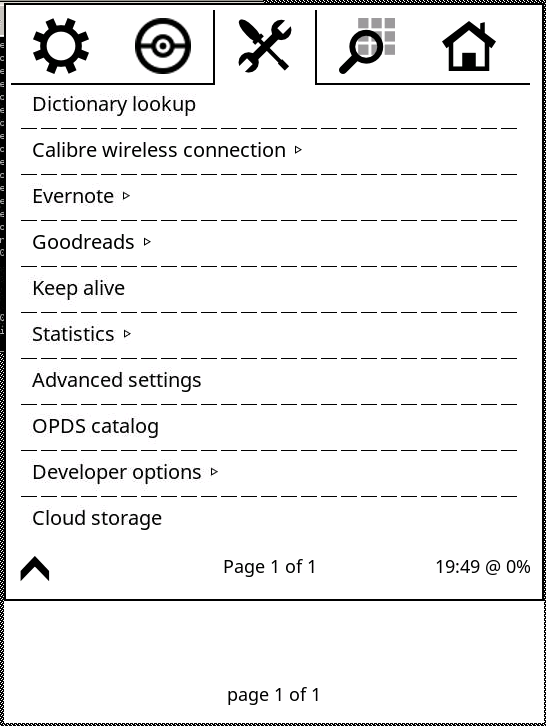 Dictionary lookup
Calibre wireless connection ▹
Evernote ▹
Goodreads ▹
Keep alive
Statistics ▹
Advanced settings
OPDS catalog
Developer options ▹
Cloud storage
Page 1 of 1 19:49 @ 0%
page 1 of 1